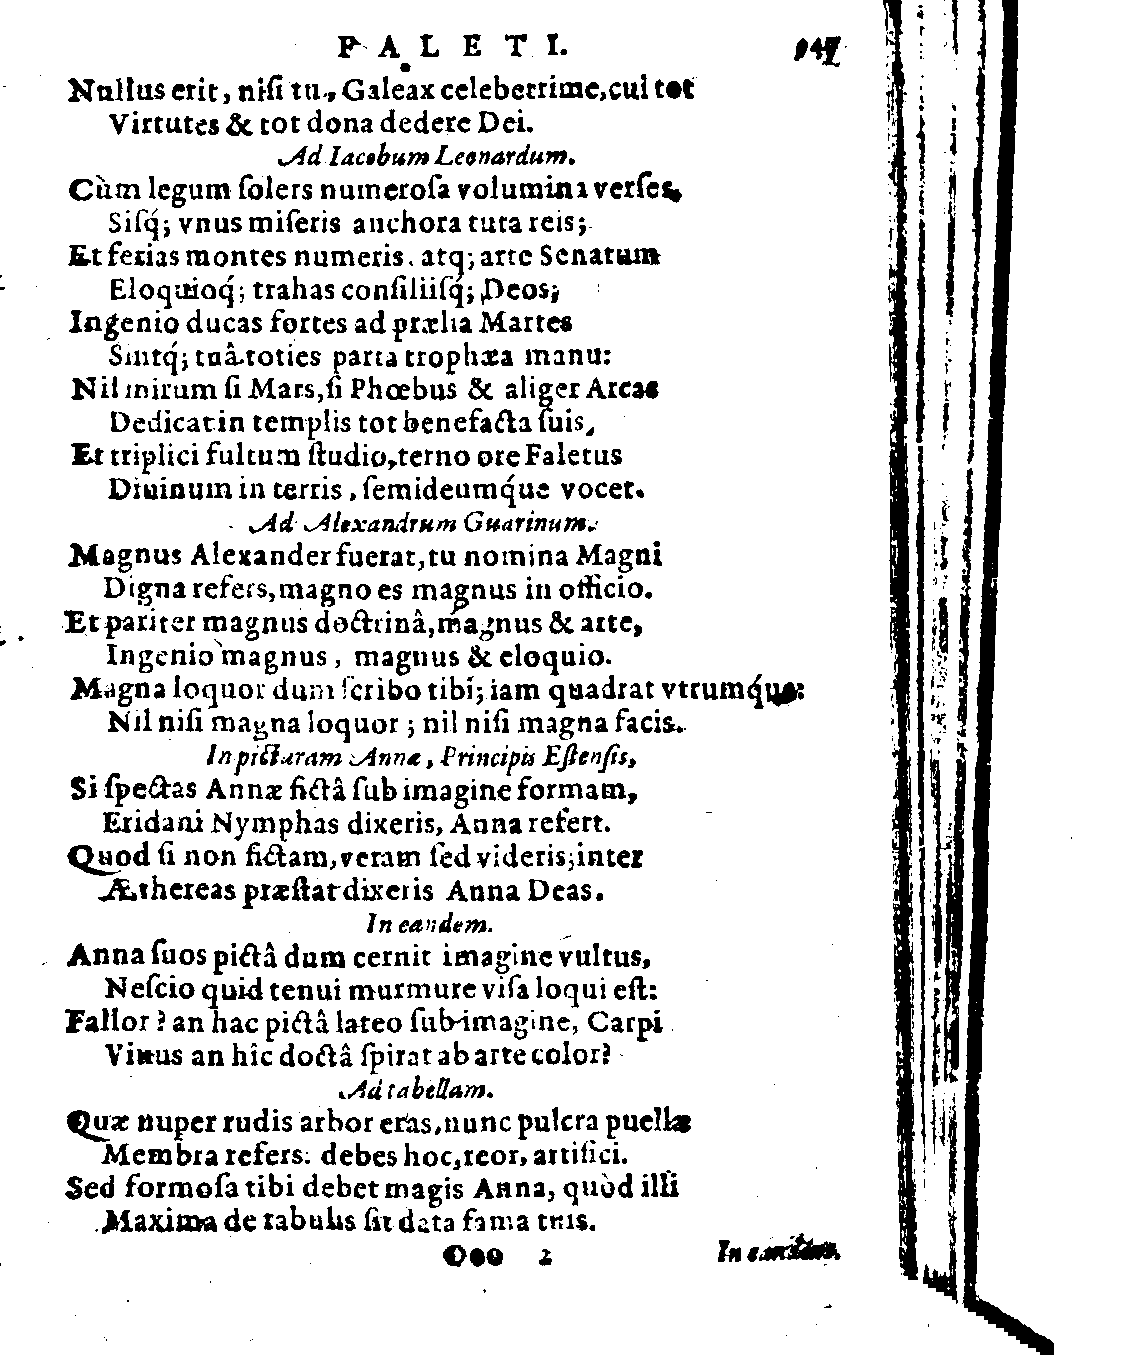 FALETI. 947
Nullus erit, nisi tu, Galeax celeberrime, cui tot
Virtutes & tot dona dedere Dei.
Ad Iacobum Leonardum.
Cùm legum ſolers numeroſa volumina verſes,
Siſq́; vnus miſeris anchora tuta reis;
Et ferias montes numeris, atq; arte Senatum
Eloquioq́; trahas conſiliiſq́; Deos;
Ingenio ducas fortes ad prælia Martes
Sintq́; tuâ toties parta trophæa manu:
Nil mirum ſi Mars, ſi Phœbus & aliger Arcas
Dedicat in templis tot benefacta ſuis,
Et triplici fultum ſtudio, terno ore Faletus
Diuinum in terris, ſemideumq́ue vocet.
Ad Alexandrum Guarinum.
Magnus Alexander fuerat, tu nomina Magni
Digna refers, magno es magnus in officio.
Et pariter magnus doctrinâ, magnus & arte,
Ingenio magnus, magnus & eloquio.
Magna loquor dum ſcribo tibi; iam quadrat vtrumq́ue:
Nil niſi magna loquor; nil niſi magna facis.
In picturam Annæ, Principis Eſtenſis,
Si ſpectas Annæ fictâ ſub imagine formam,
Eridani Nymphas dixeris, Anna refert.
Quod ſi non fictam, veram ſed videris; inter
Æthereas præſtat dixeris Anna Deas.
In eandem.
Anna ſuos pictâ dum cernit imagine vultus,
Neſcio quid tenui murmure viſa loqui eſt:
Fallor? an hac pictâ lateo ſub imagine, Carpi
Viuus an hîc doctâ ſpirat ab arte color?
Ad tabellam.
Quæ nuper rudis arbor eras, nunc pulcra puellæ
Membra refers: debes hoc, reor, artifici.
Sed formoſa tibi debet magis Anna, quòd illi
Maxima de tabulis ſit data fama tuis.
Ooo 2 In eandem.